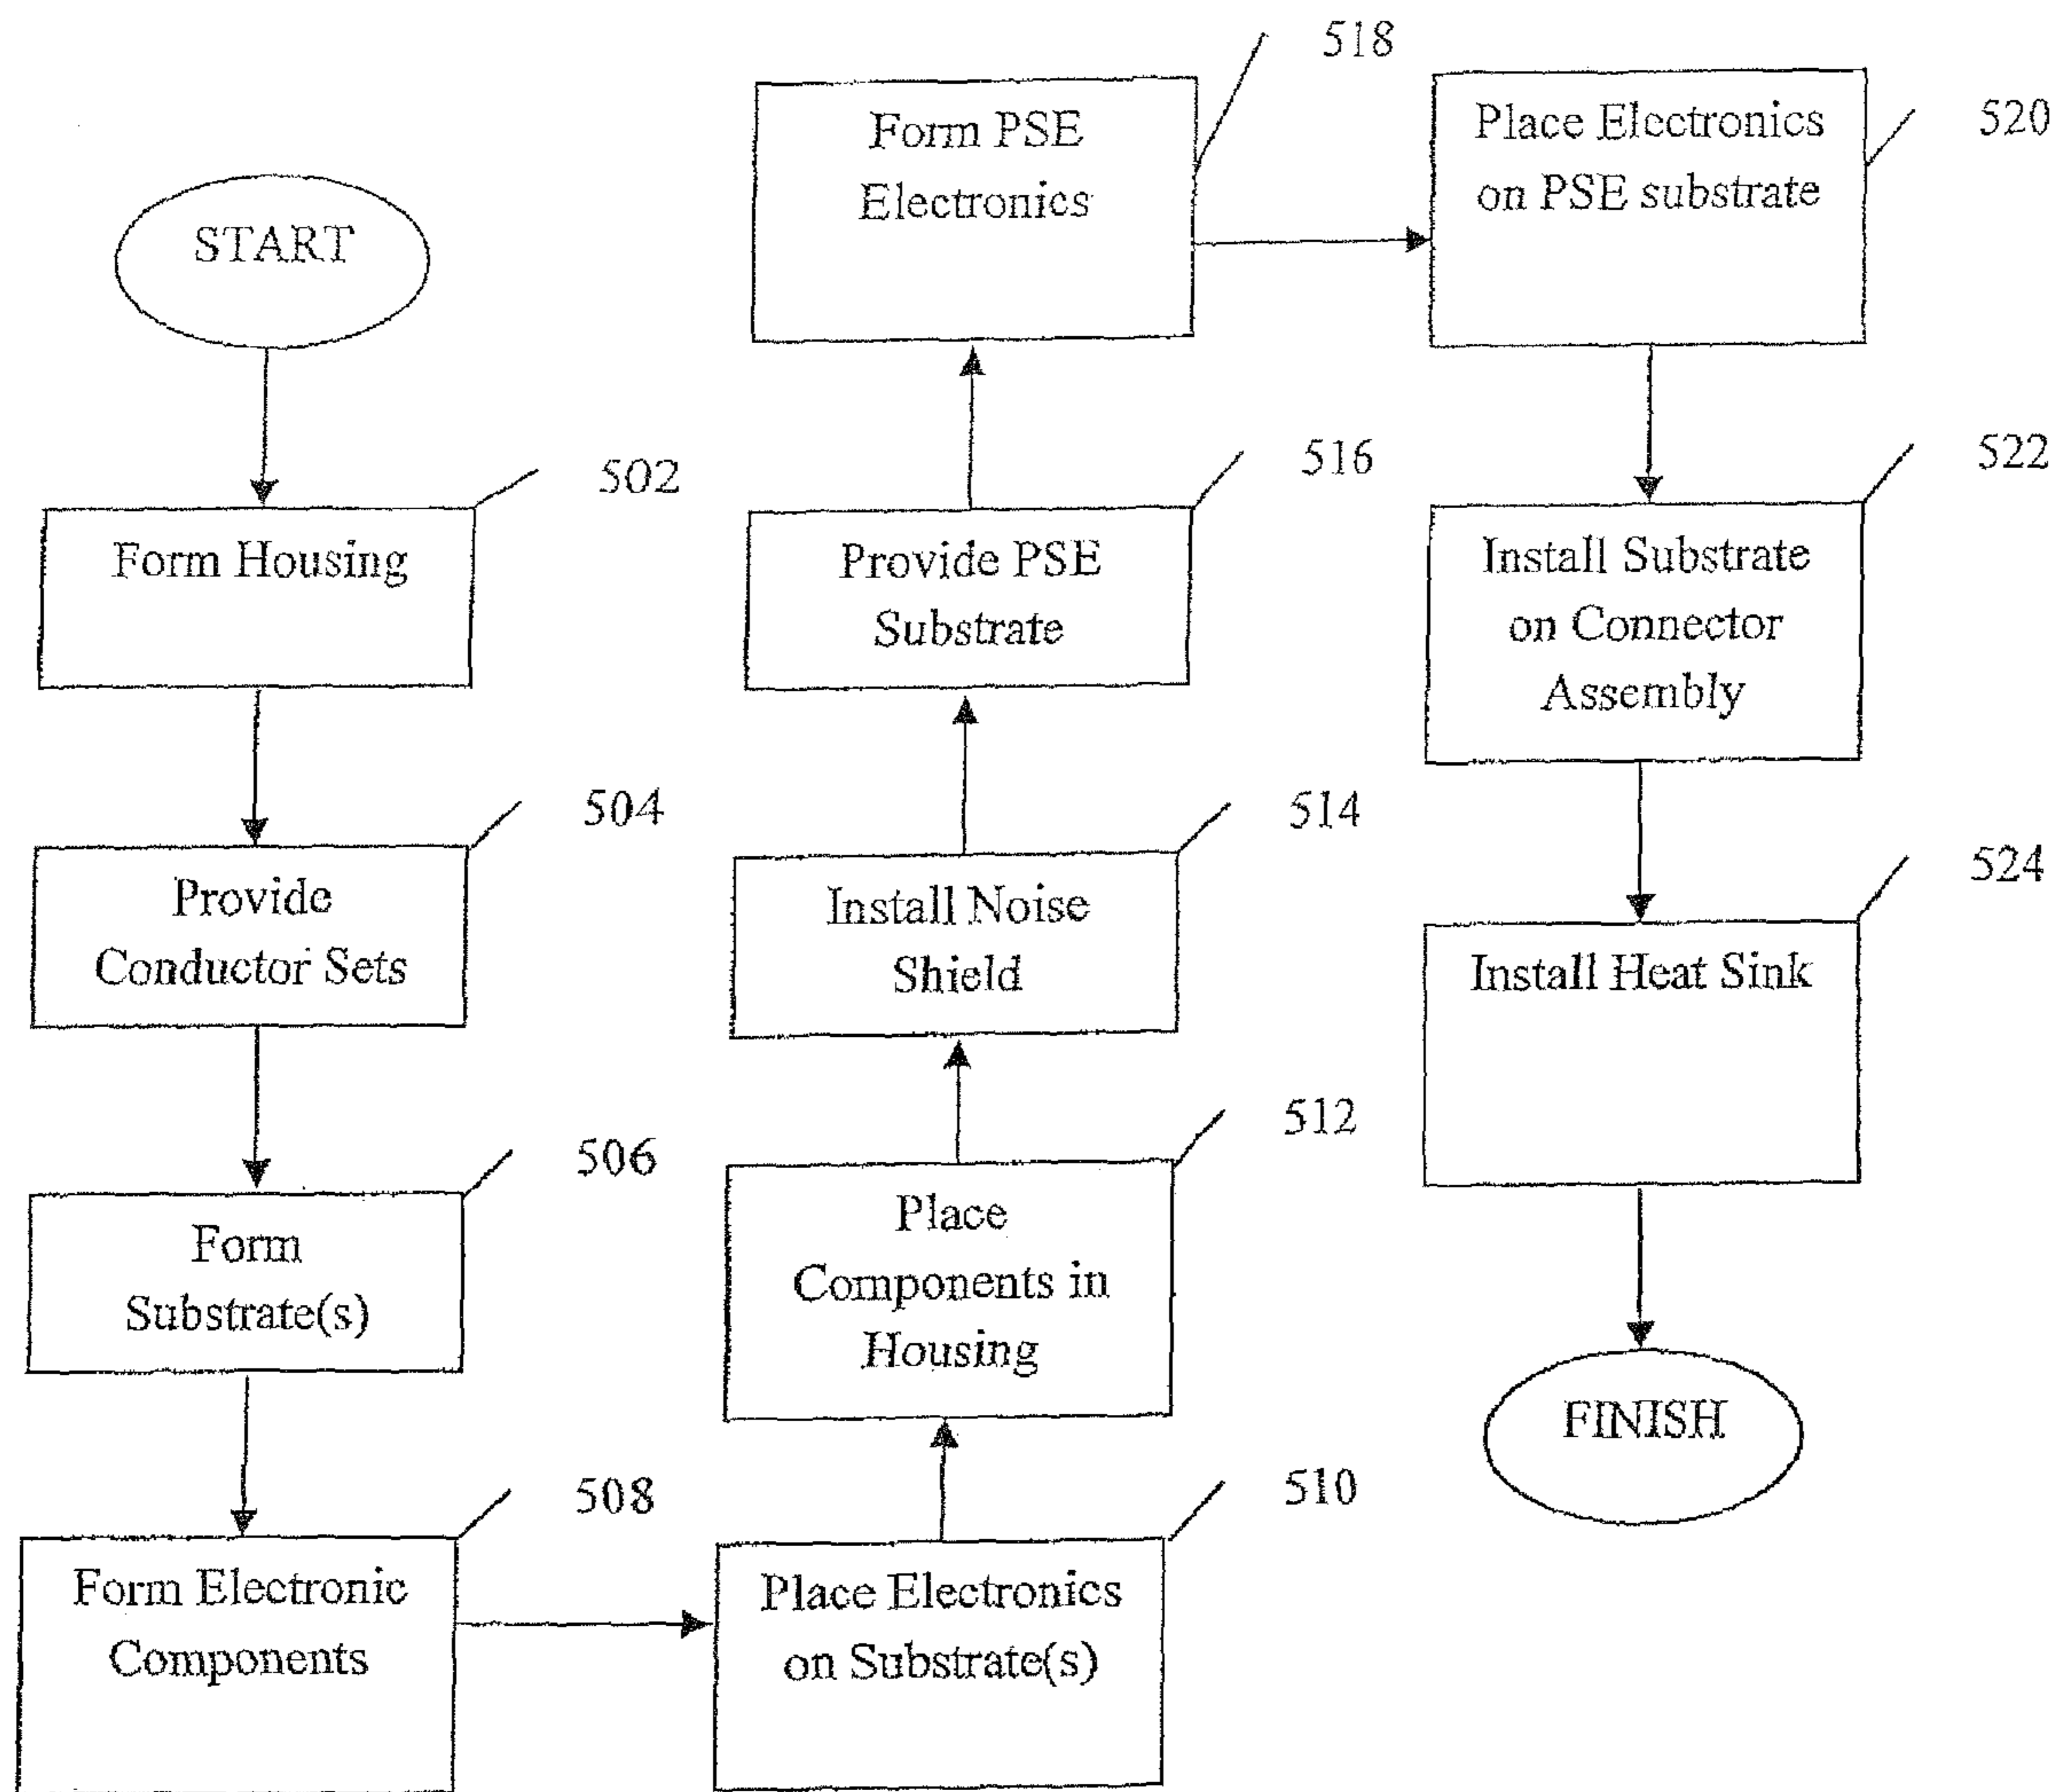 START
502
Form Housing
504
Provide
Conductor Sets
506
Form
Substrate(s)
508
Form Electronic
Components
510
Place Electronics
on Substrate(s)
512
Place
Components in
Housing
514
Install Noise
Shield
516
Provide PSE
Substrate
518
Form PSE
Electronics
520
Place Electronics
on PSE substrate
522
Install Substrate
on Connector
Assembly
524
Install Heat Sink
FINISH